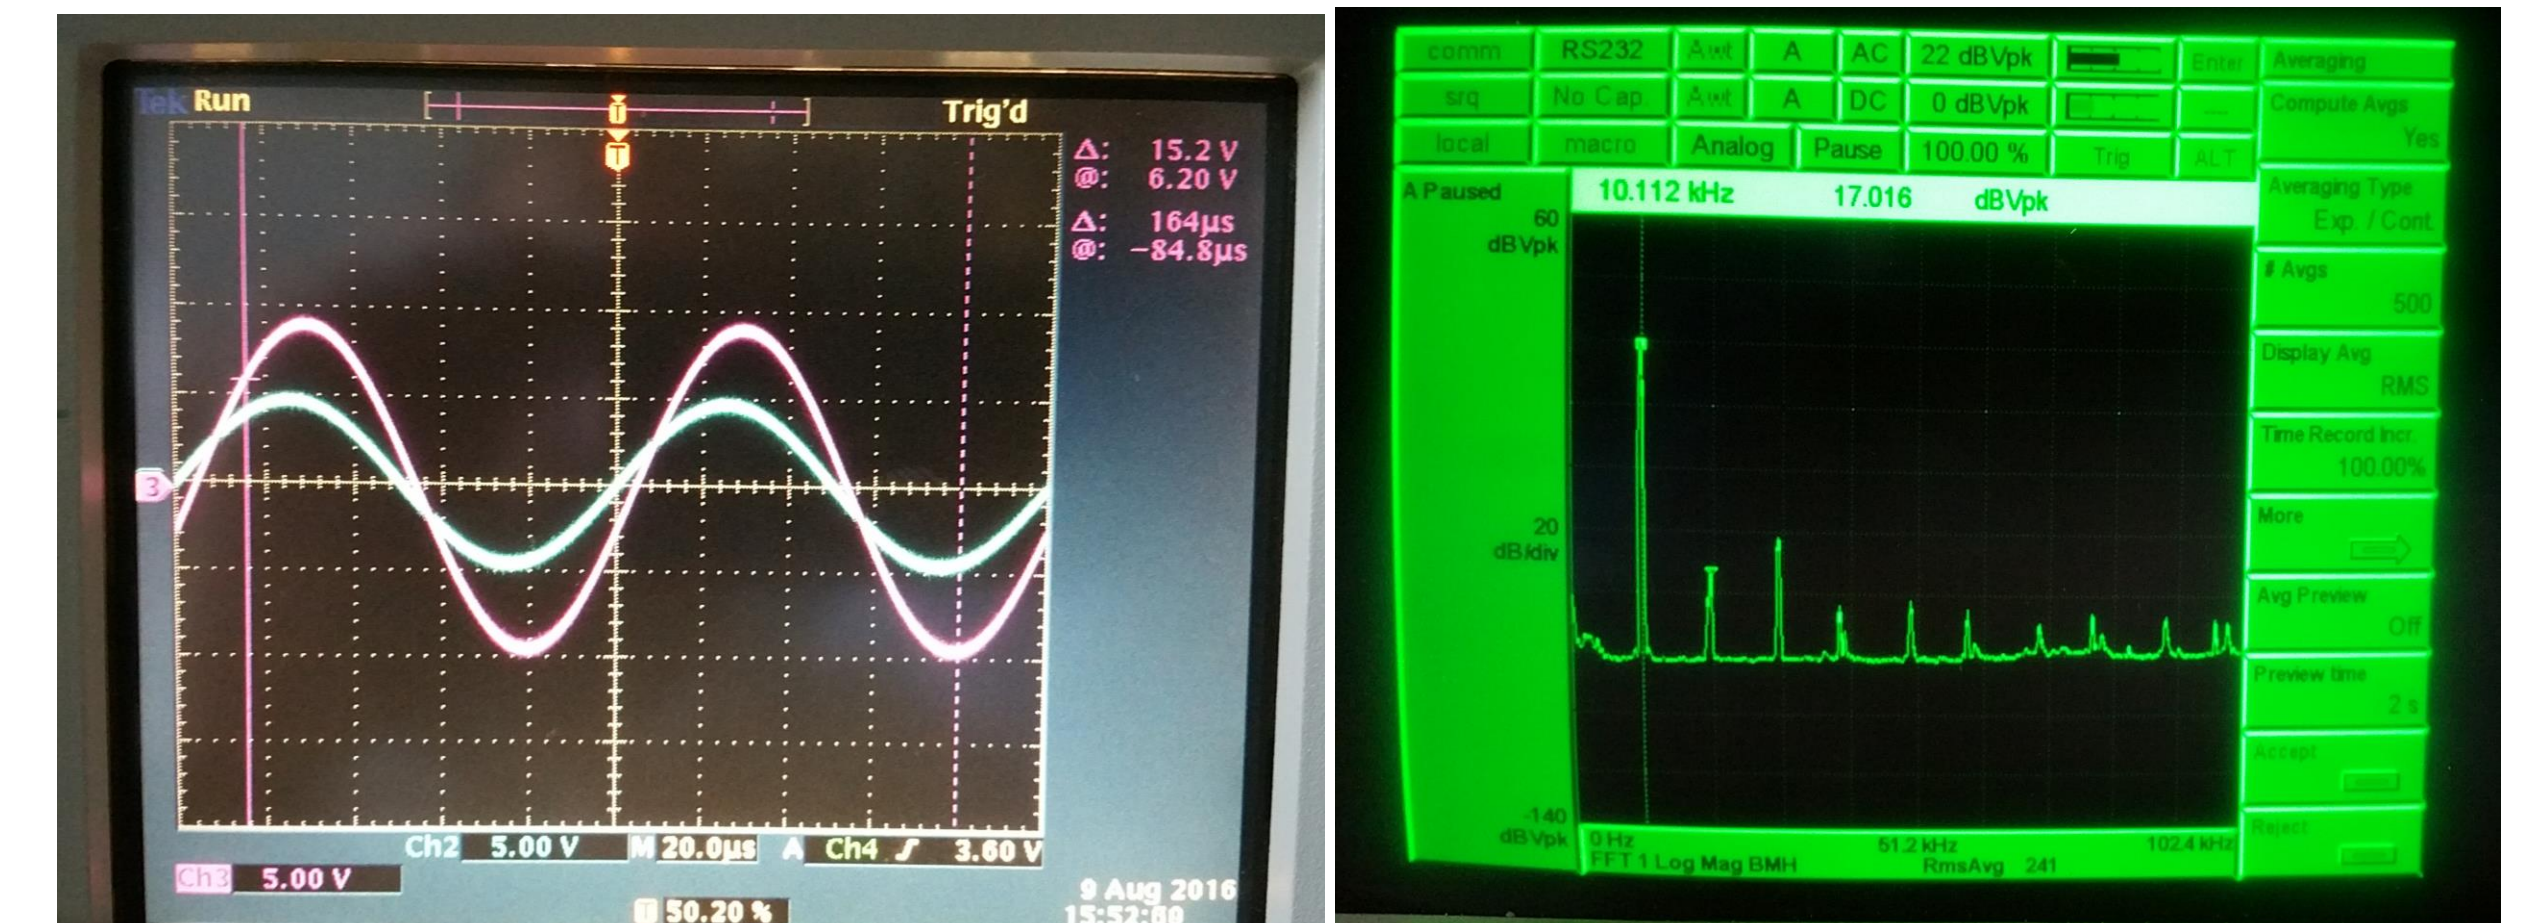 Tek Run
Trig'd
T
T
Δ: 15.2 V
@: 6.20 V
Δ: 164µs
@: −84.8µs
3
Ch2 5.00 V M 20.0µs A Ch4 3.60 V
Ch3 5.00 V
T 50.20 %
9 Aug 2016
comm RS232 Awt A AC 22 dBVpk Enter
srq No Cap. Awt A DC 0 dBVpk ----
local macro Analog Pause 100.00 % Trig ALT
A Paused
10.112 kHz 17.016 dBVpk
60
dBVpk
20
dB/div
-140
dBVpk
0 Hz 51.2 kHz 102.4 kHz
FFT 1 Log Mag BMH RmsAvg 241
Averaging
Compute Avgs
Yes
Averaging Type
Exp. / Cont.
# Avgs
500
Display Avg
RMS
Time Record Incr.
100.00%
More
Avg Preview
Off
Preview time
2 s
Accept
Reject